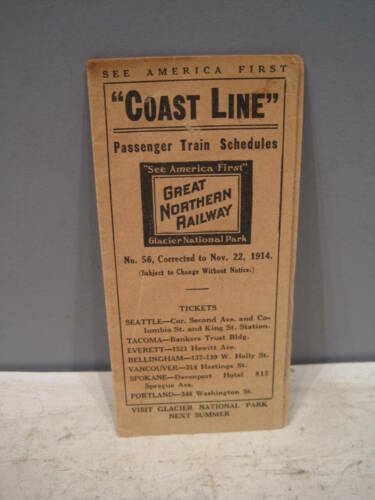 SEE AMERICA FIRST
"COAST LINE"
Passenger Train Schedules
"See America First"
GREAT
NORTHERN
RAILWAY
Glacier National Park
No. 56, Corrected to Nov. 22, 1914.
(Subject to Change Without Notice.)
TICKETS
SEATTLE—Cor. Second Ave. and Co-
lumbia St. and King St. Station.
TACOMA—Bankers Trust Bldg.
EVERETT—1521 Hewitt Ave.
BELLINGHAM—137-139 W. Holly St.
VANCOUVER—314 Hastings St.
SPOKANE—Davenport Hotel 812
Sprague Ave.
PORTLAND—348 Washington St.
VISIT GLACIER NATIONAL PARK
NEXT SUMMER